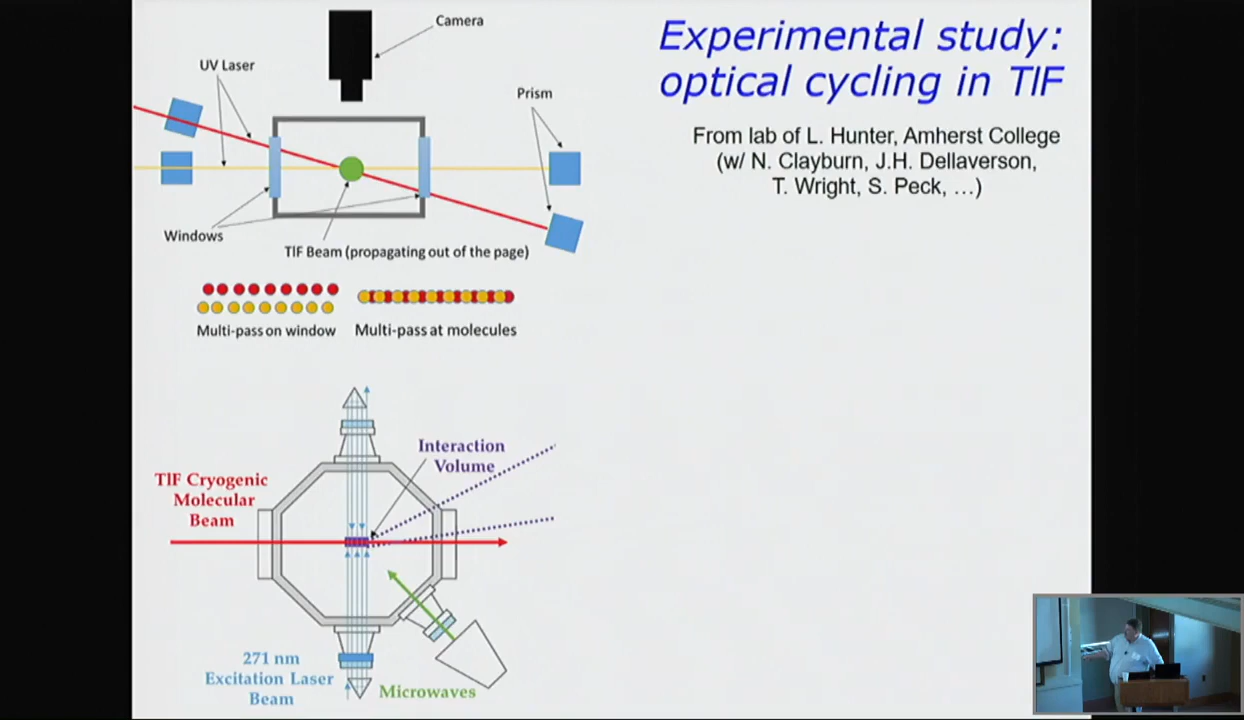 Experimental study:
optical cycling in TlF
From lab of L. Hunter, Amherst College
(w/ N. Clayburn, J.H. Dellaverson,
T. Wright, S. Peck, …)
Camera
UV Laser
Prism
Windows
TlF Beam (propagating out of the page)
Multi-pass on window
Multi-pass at molecules
Interaction
Volume
TlF Cryogenic
Molecular
Beam
271 nm
Excitation Laser
Beam
Microwaves